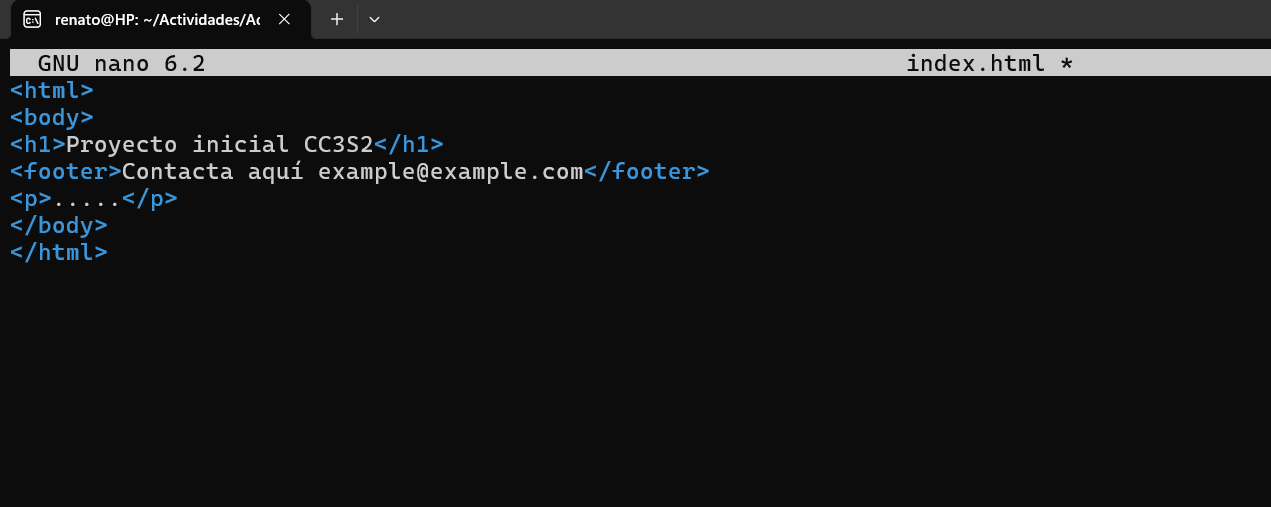 renato@HP: ~/Actividades/Ac
GNU nano 6.2 index.html *
<html>
<body>
<h1>Proyecto inicial CC3S2</h1>
<footer>Contacta aquí example@example.com</footer>
<p>.....</p>
</body>
</html>